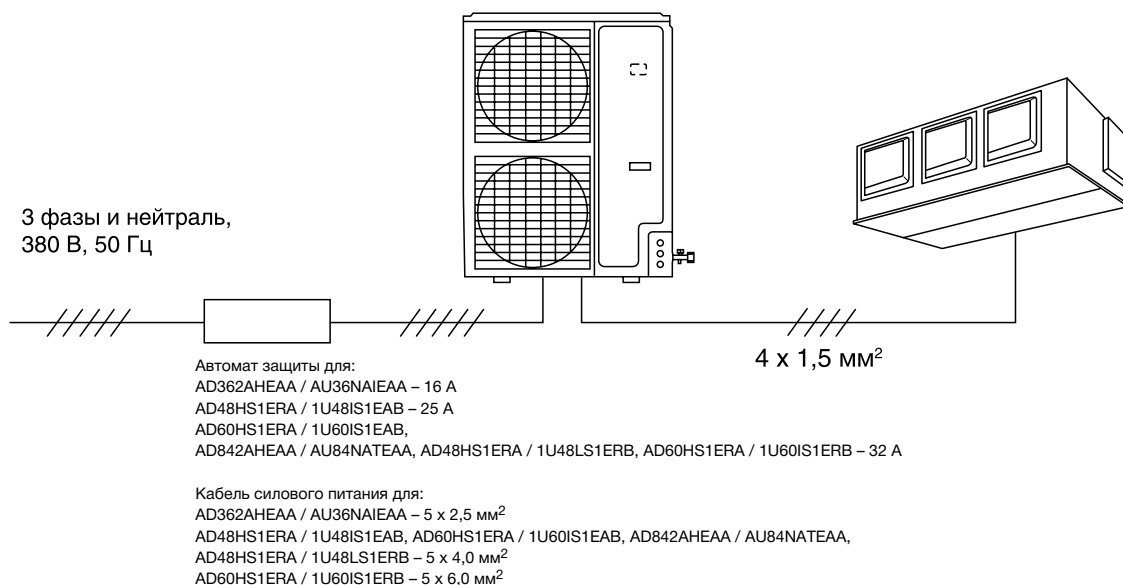 3 фазы и нейтраль,
380 В, 50 Гц
4 x 1,5 мм²
Автомат защиты для:
AD362AHEAA / AU36NAIEAA – 16 А
AD48HS1ERA / 1U48IS1EAB – 25 А
AD60HS1ERA / 1U60IS1EAB,
AD842AHEAA / AU84NATEAA, AD48HS1ERA / 1U48LS1ERB, AD60HS1ERA / 1U60IS1ERB – 32 А
Кабель силового питания для:
AD362AHEAA / AU36NAIEAA – 5 x 2,5 мм²
AD48HS1ERA / 1U48IS1EAB, AD60HS1ERA / 1U60IS1EAB, AD842AHEAA / AU84NATEAA,
AD48HS1ERA / 1U48LS1ERB – 5 x 4,0 мм²
AD60HS1ERA / 1U60IS1ERB – 5 x 6,0 мм²